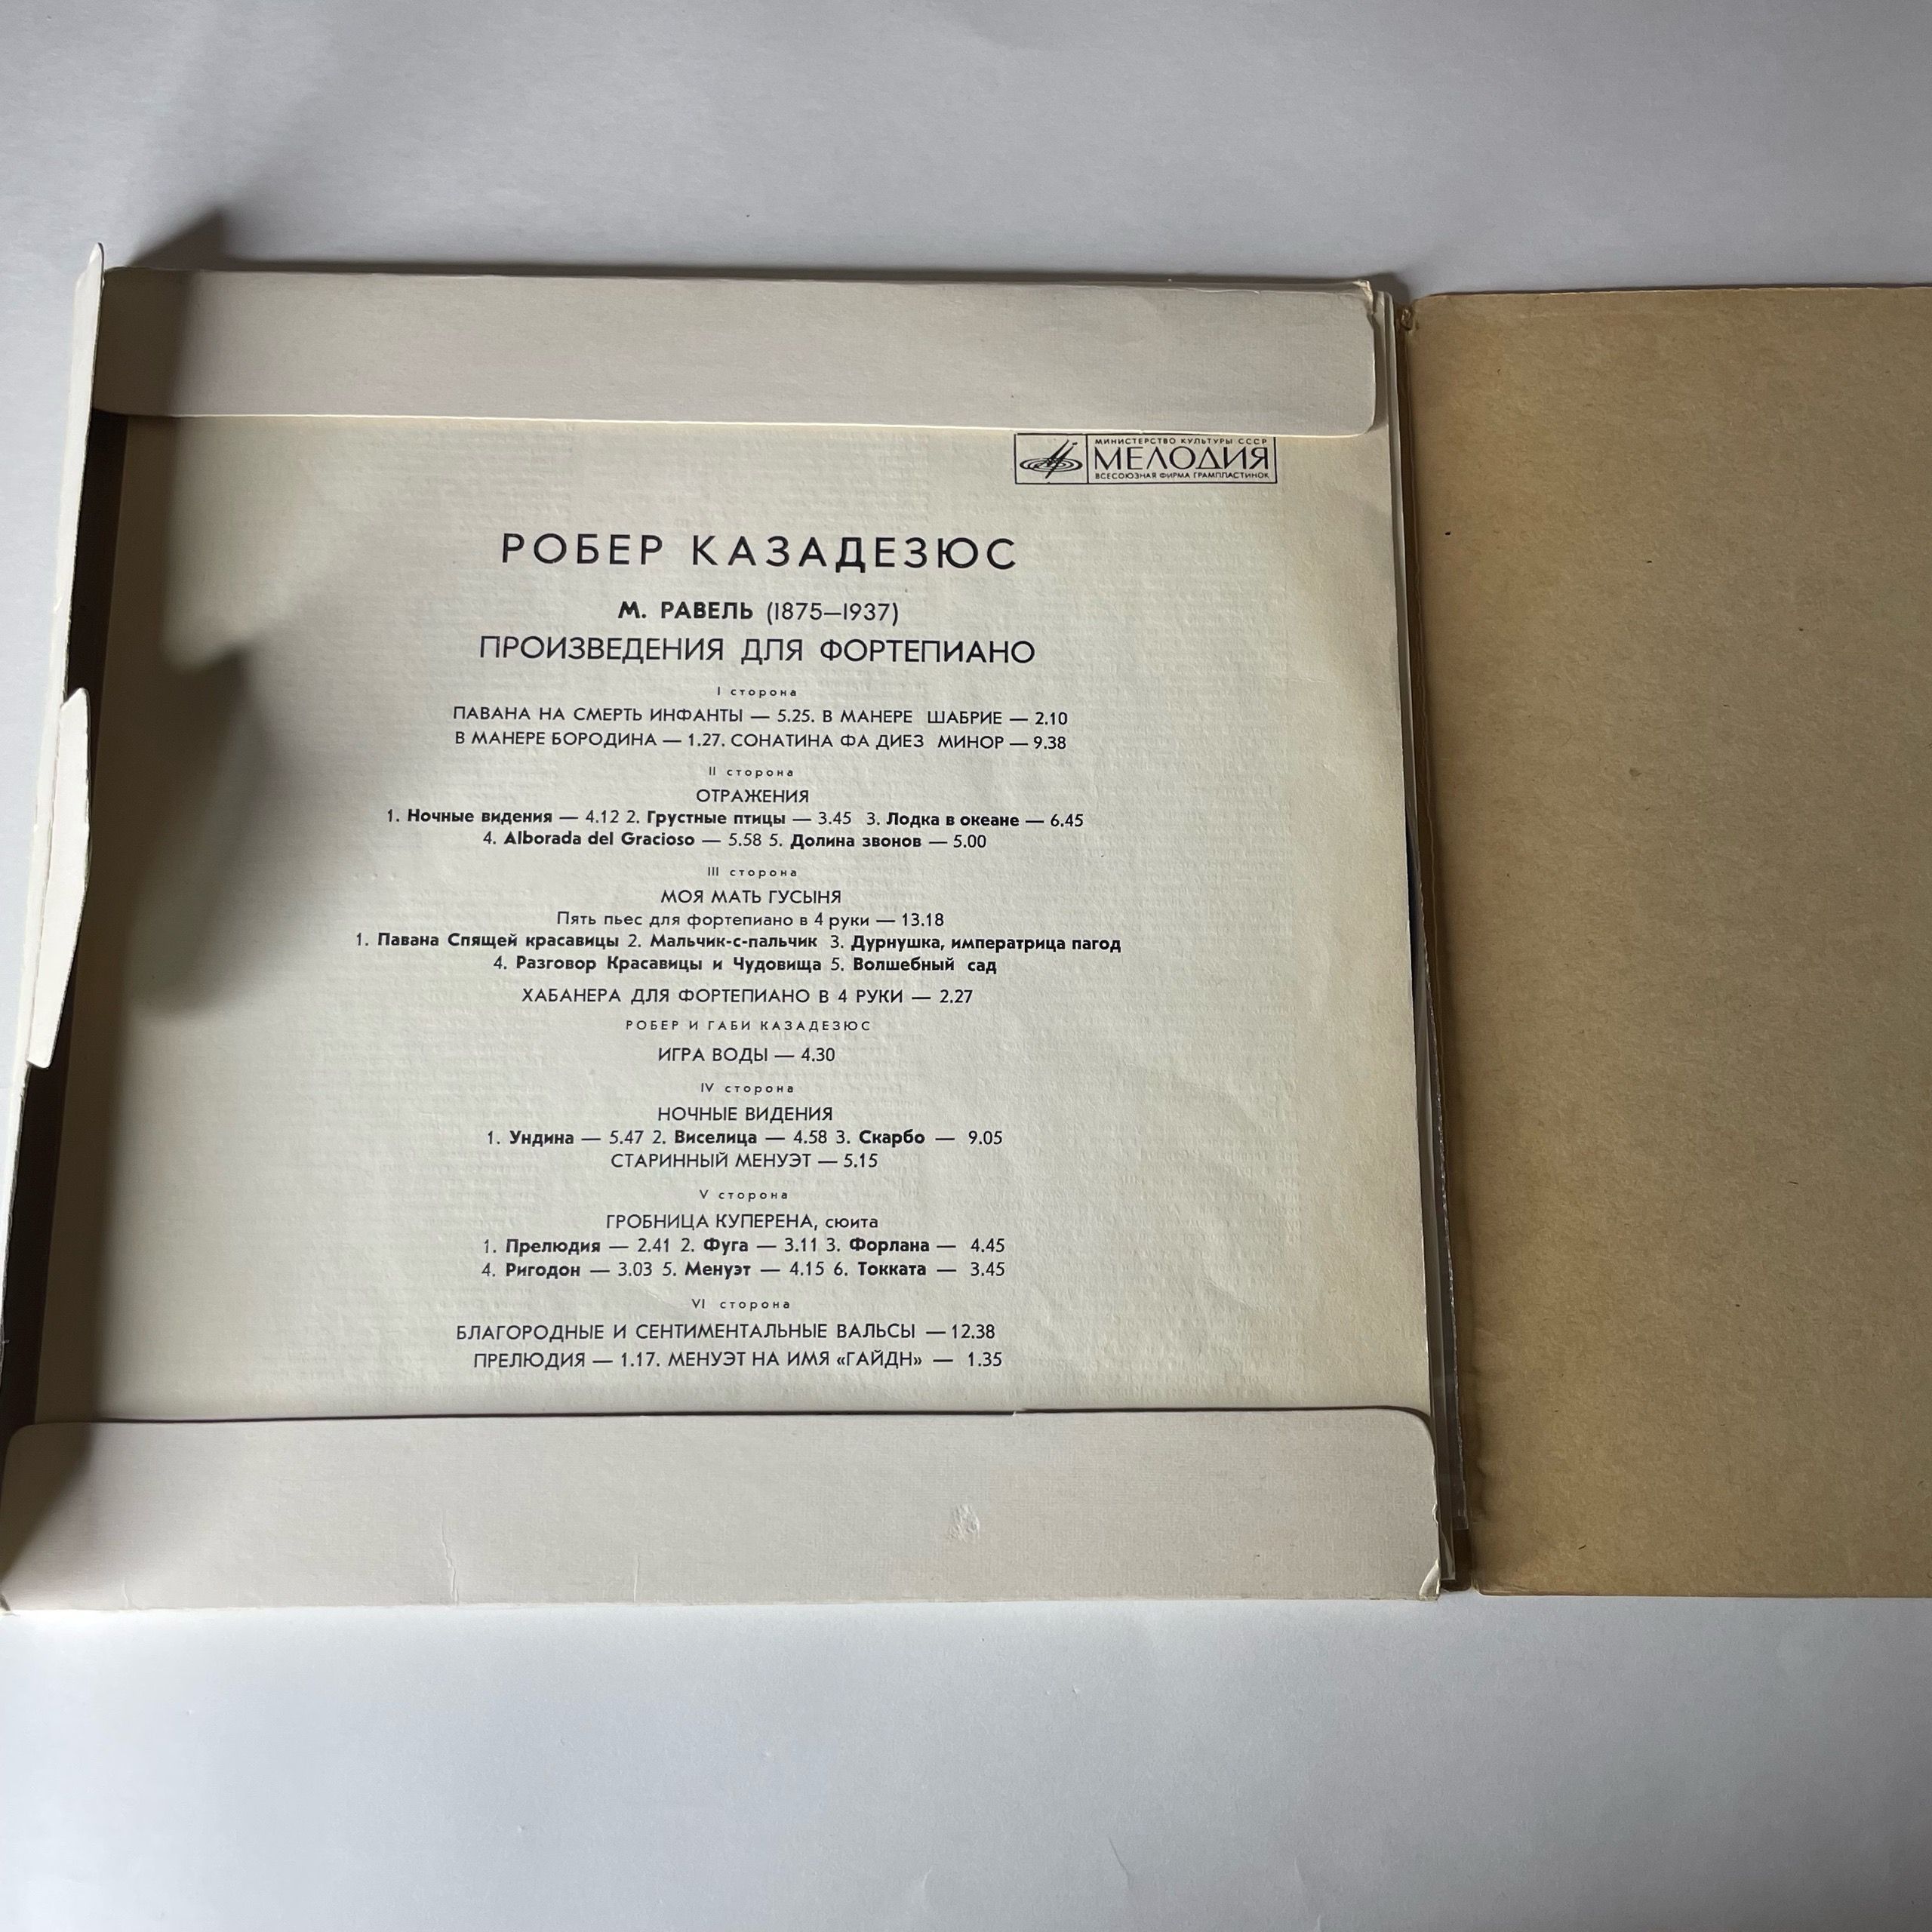 МИНИСТЕРСТВО КУЛЬТУРЫ СССР
МЕЛОДИЯ
ВСЕСОЮЗНАЯ ФИРМА ГРАМПЛАСТИНОК
РОБЕР КАЗАДЕЗЮС
М. РАВЕЛЬ (1875—1937)
ПРОИЗВЕДЕНИЯ ДЛЯ ФОРТЕПИАНО
I сторона
ПАВАНА НА СМЕРТЬ ИНФАНТЫ — 5.25. В МАНЕРЕ ШАБРИЕ — 2.10
В МАНЕРЕ БОРОДИНА — 1.27. СОНАТИНА ФА ДИЕЗ МИНОР — 9.38
II сторона
ОТРАЖЕНИЯ
1. Ночные видения — 4.12 2. Грустные птицы — 3.45 3. Лодка в океане — 6.45
4. Alborada del Gracioso — 5.58 5. Долина звонов — 5.00
III сторона
МОЯ МАТЬ ГУСЫНЯ
Пять пьес для фортепиано в 4 руки — 13.18
1. Павана Спящей красавицы 2. Мальчик-с-пальчик 3. Дурнушка, императрица пагод
4. Разговор Красавицы и Чудовища 5. Волшебный сад
ХАБАНЕРА ДЛЯ ФОРТЕПИАНО В 4 РУКИ — 2.27
РОБЕР И ГАБИ КАЗАДЕЗЮС
ИГРА ВОДЫ — 4.30
IV сторона
НОЧНЫЕ ВИДЕНИЯ
1. Ундина — 5.47 2. Виселица — 4.58 3. Скарбо — 9.05
СТАРИННЫЙ МЕНУЭТ — 5.15
V сторона
ГРОБНИЦА КУПЕРЕНА, сюита
1. Прелюдия — 2.41 2. Фуга — 3.11 3. Форлана — 4.45
4. Ригодон — 3.03 5. Менуэт — 4.15 6. Токката — 3.45
VI сторона
БЛАГОРОДНЫЕ И СЕНТИМЕНТАЛЬНЫЕ ВАЛЬСЫ — 12.38
ПРЕЛЮДИЯ — 1.17. МЕНУЭТ НА ИМЯ «ГАЙДН» — 1.35